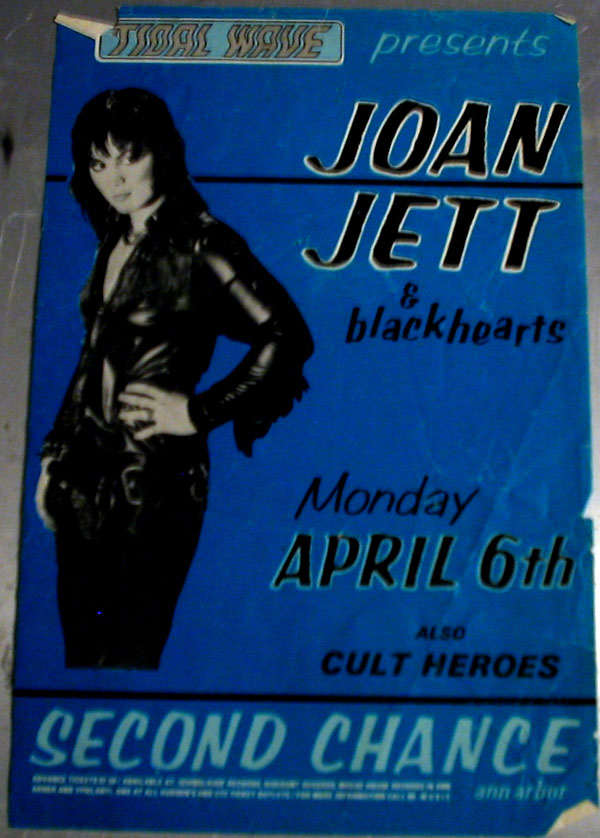 TIDAL WAVE presents
JOAN
JETT
&
blackhearts
Monday
APRIL 6th
ALSO
CULT HEROES
SECOND CHANCE
ann arbor